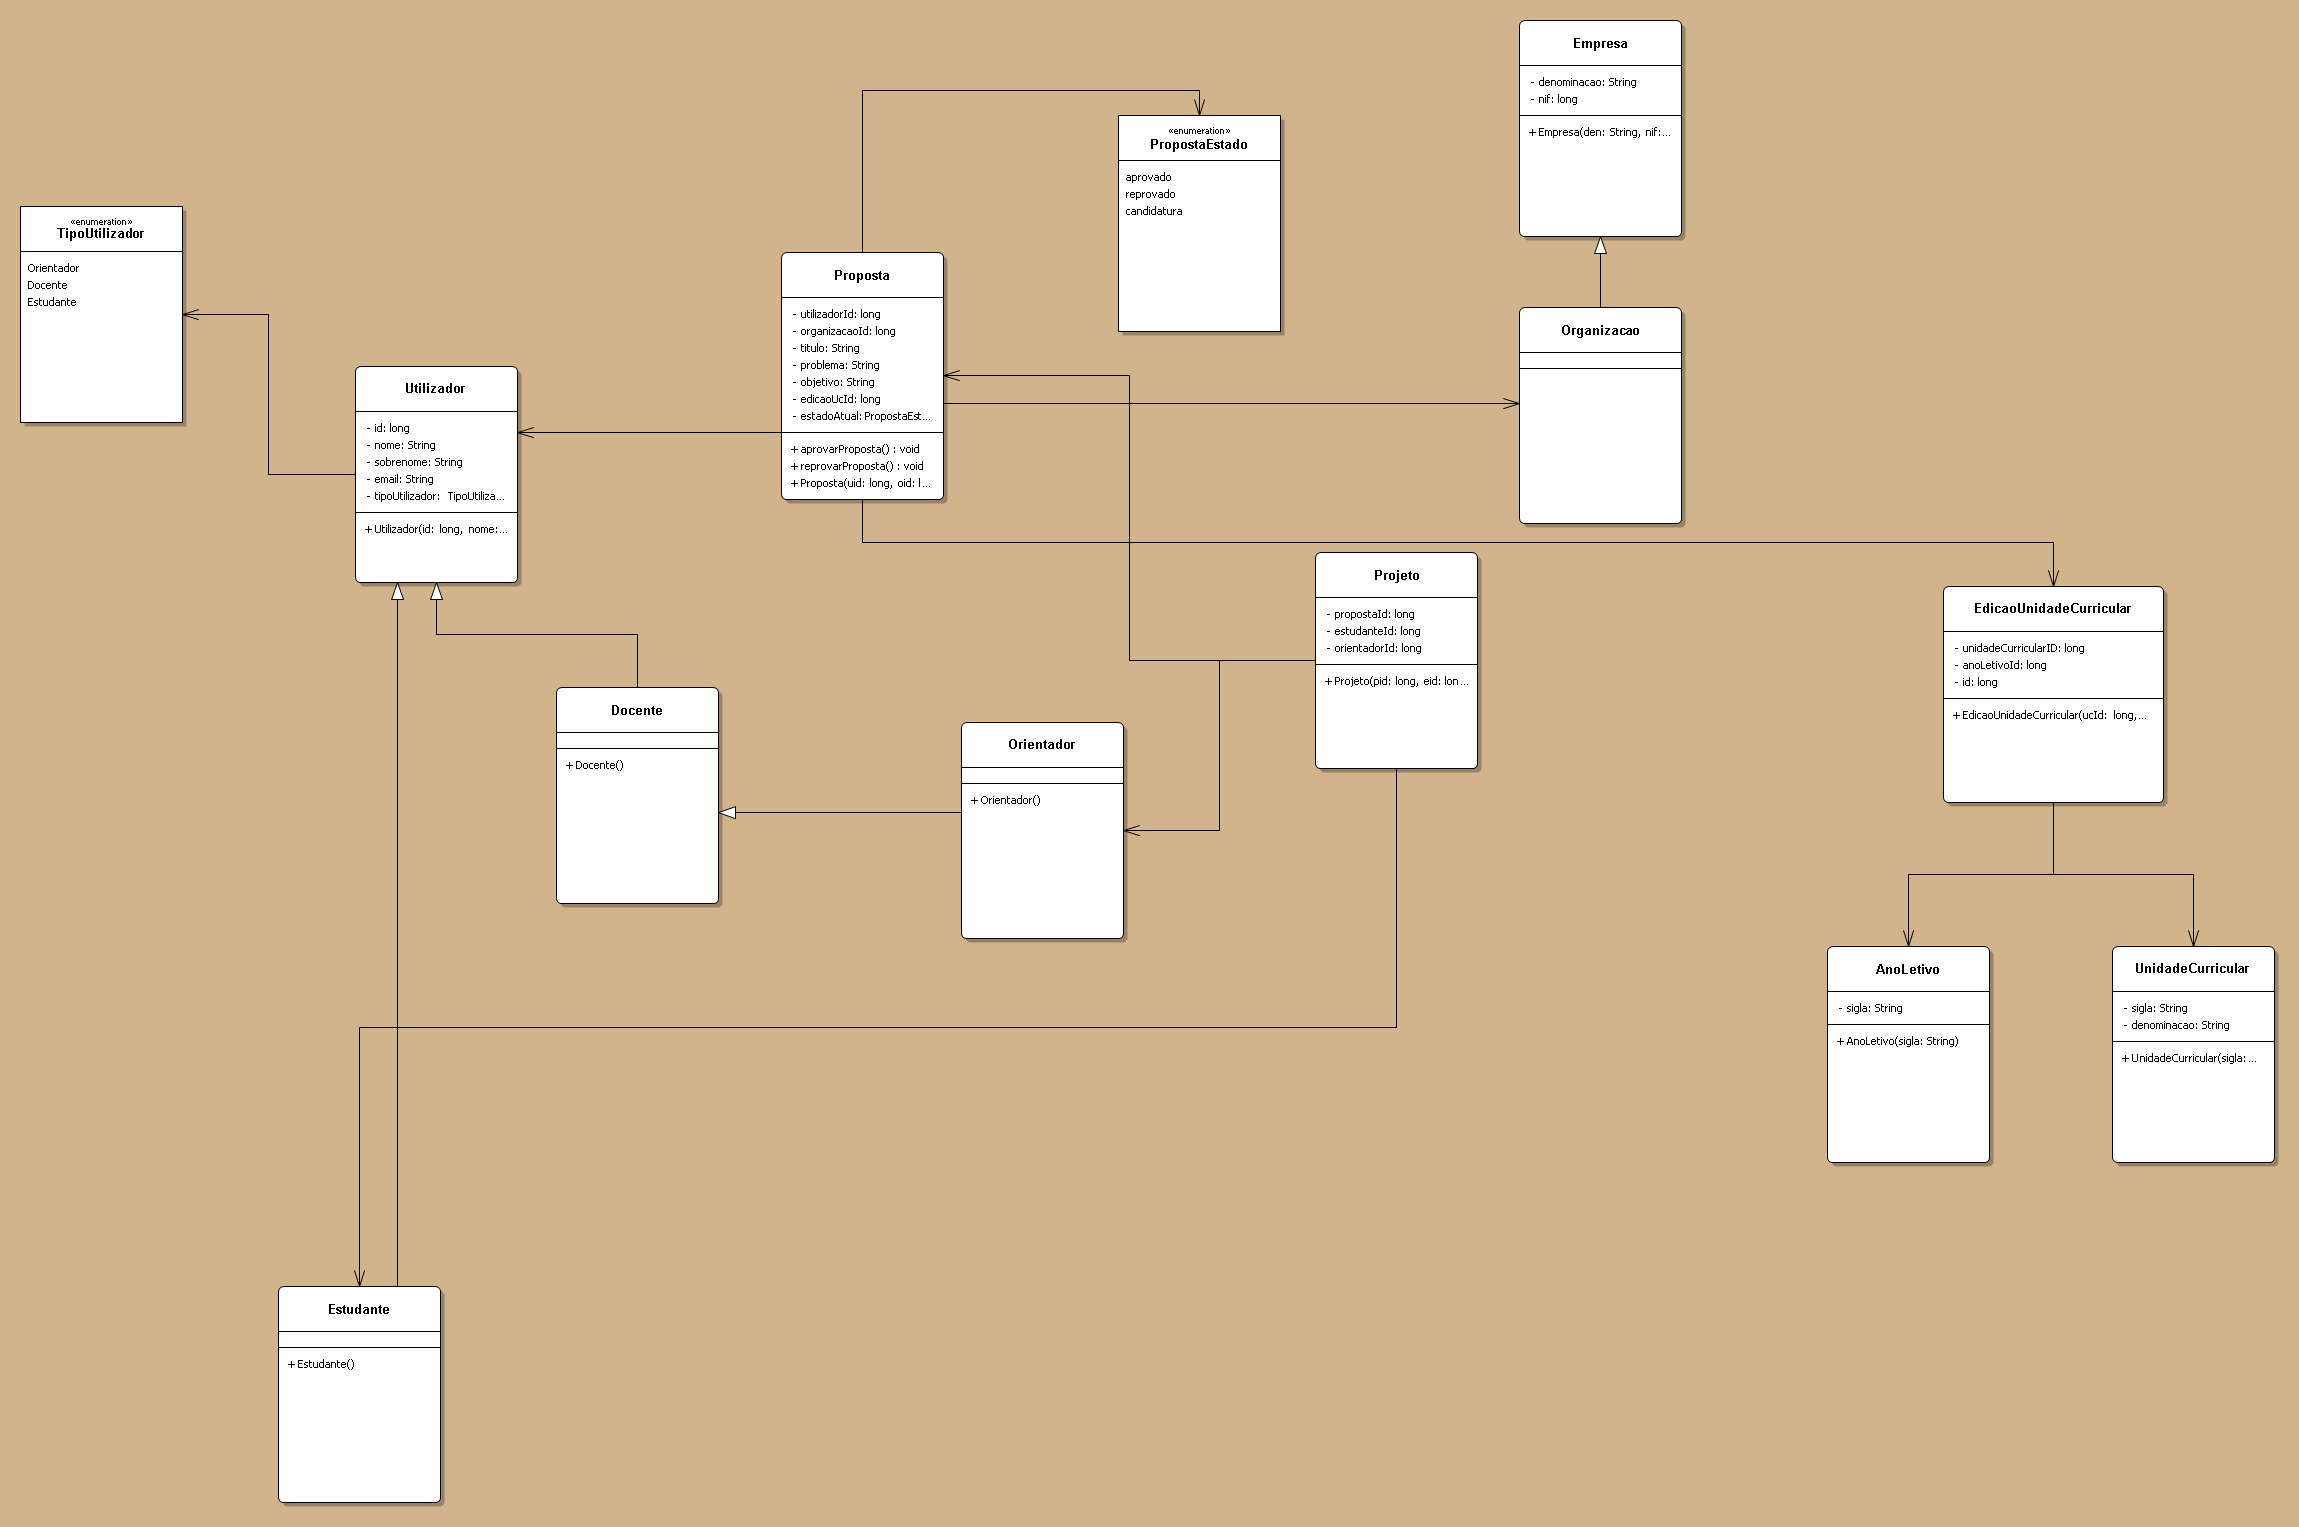 Empresa
- denominacao: String
- nif: long
+ Empresa(den: String, nif:...
«enumeration»
PropostaEstado
aprovado
reprovado
candidatura
«enumeration»
TipoUtilizador
Orientador
Docente
Estudante
Proposta
- utilizadorId: long
- organizacaoId: long
- titulo: String
- problema: String
- objetivo: String
- edicaoUcId: long
- estadoAtual: PropostaEst...
+ aprovarProposta() : void
+ reprovarProposta() : void
+ Proposta(uid: long, oid: l...
Organizacao
Utilizador
- id: long
- nome: String
- sobrenome: String
- email: String
- tipoUtilizador: TipoUtiliza...
+ Utilizador(id: long, nome:...
Projeto
- propostaId: long
- estudanteId: long
- orientadorId: long
+ Projeto(pid: long, eid: lon...
EdicaoUnidadeCurricular
- unidadeCurricularID: long
- anoLetivoId: long
- id: long
+ EdicaoUnidadeCurricular(ucId: long,...
Docente
+ Docente()
Orientador
+ Orientador()
AnoLetivo
- sigla: String
+ AnoLetivo(sigla: String)
UnidadeCurricular
- sigla: String
- denominacao: String
+ UnidadeCurricular(sigla:...
Estudante
+ Estudante()